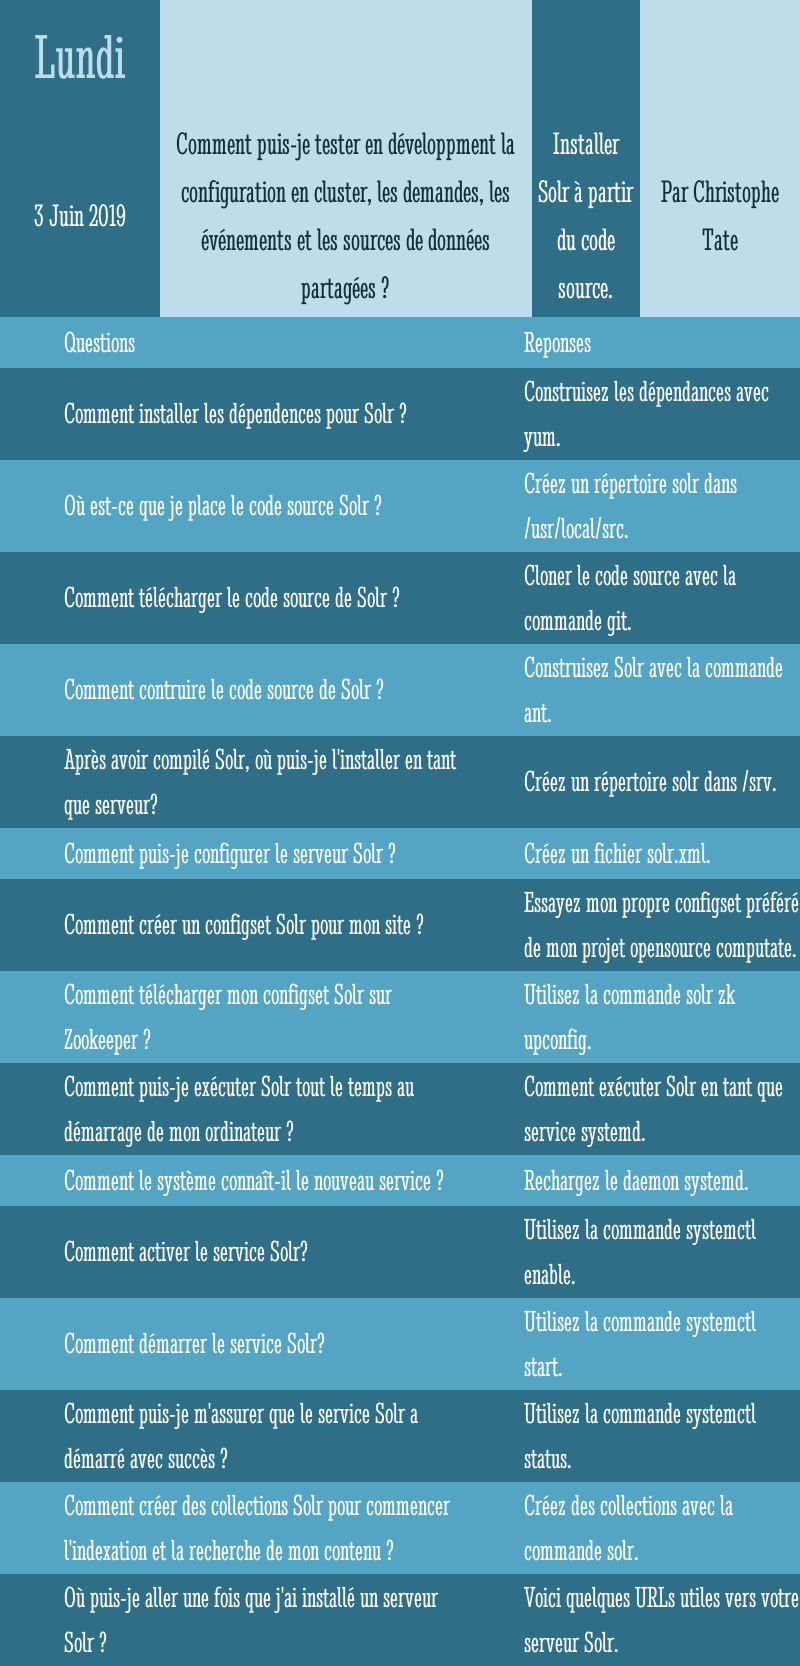 Lundi
3 Juin 2019
Comment puis-je tester en développment la
configuration en cluster, les demandes, les
événements et les sources de données
partagées ?
Installer
Solr à partir
du code
source.
Par Christophe
Tate
Questions
Reponses
Comment installer les dépendences pour Solr ?
Construisez les dépendances avec
yum.
Où est-ce que je place le code source Solr ?
Créez un répertoire solr dans
/usr/local/src.
Comment télécharger le code source de Solr ?
Cloner le code source avec la
commande git.
Comment contruire le code source de Solr ?
Construisez Solr avec la commande
ant.
Après avoir compilé Solr, où puis-je l'installer en tant
que serveur?
Créez un répertoire solr dans /srv.
Comment puis-je configurer le serveur Solr ?
Créez un fichier solr.xml.
Comment créer un configset Solr pour mon site ?
Essayez mon propre configset préféré
de mon projet opensource computate.
Comment télécharger mon configset Solr sur
Zookeeper ?
Utilisez la commande solr zk
upconfig.
Comment puis-je exécuter Solr tout le temps au
démarrage de mon ordinateur ?
Comment exécuter Solr en tant que
service systemd.
Comment le système connaît-il le nouveau service ?
Rechargez le daemon systemd.
Comment activer le service Solr?
Utilisez la commande systemctl
enable.
Comment démarrer le service Solr?
Utilisez la commande systemctl
start.
Comment puis-je m'assurer que le service Solr a
démarré avec succès ?
Utilisez la commande systemctl
status.
Comment créer des collections Solr pour commencer
l'indexation et la recherche de mon contenu ?
Créez des collections avec la
commande solr.
Où puis-je aller une fois que j'ai installé un serveur
Solr ?
Voici quelques URLs utiles vers votre
serveur Solr.